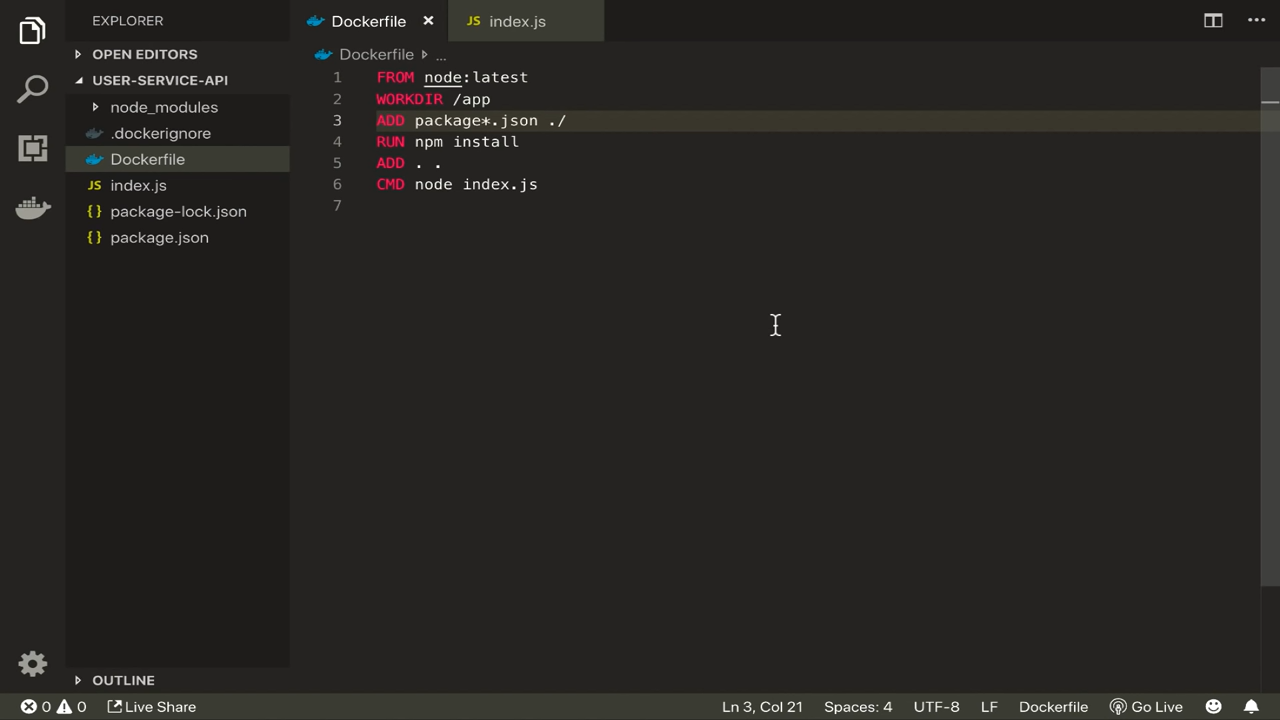 EXPLORER
OPEN EDITORS
USER-SERVICE-API
node_modules
.dockerignore
Dockerfile
JS index.js
{} package-lock.json
{} package.json
OUTLINE
Dockerfile
JS index.js
Dockerfile ...
1 FROM node:latest
2 WORKDIR /app
3 ADD package*.json ./
4 RUN npm install
5 ADD . .
6 CMD node index.js
7
0 0 Live Share Ln 3, Col 21 Spaces: 4 UTF-8 LF Dockerfile Go Live